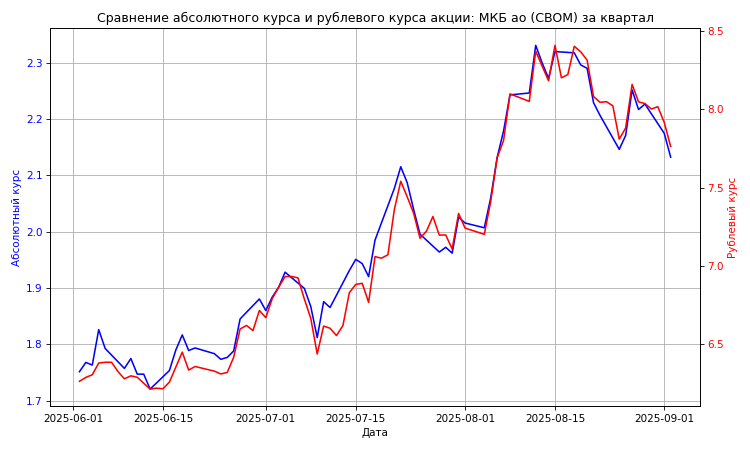 Сравнение абсолютного курса и рублевого курса акции: МКБ ао (CBOM) за квартал
Абсолютный курс
2.3
2.2
2.1
2.0
1.9
1.8
1.7
8.5
8.0
7.5
7.0
6.5
Рублевый курс
2025-06-01 2025-06-15 2025-07-01 2025-07-15 2025-08-01 2025-08-15 2025-09-01
Дата